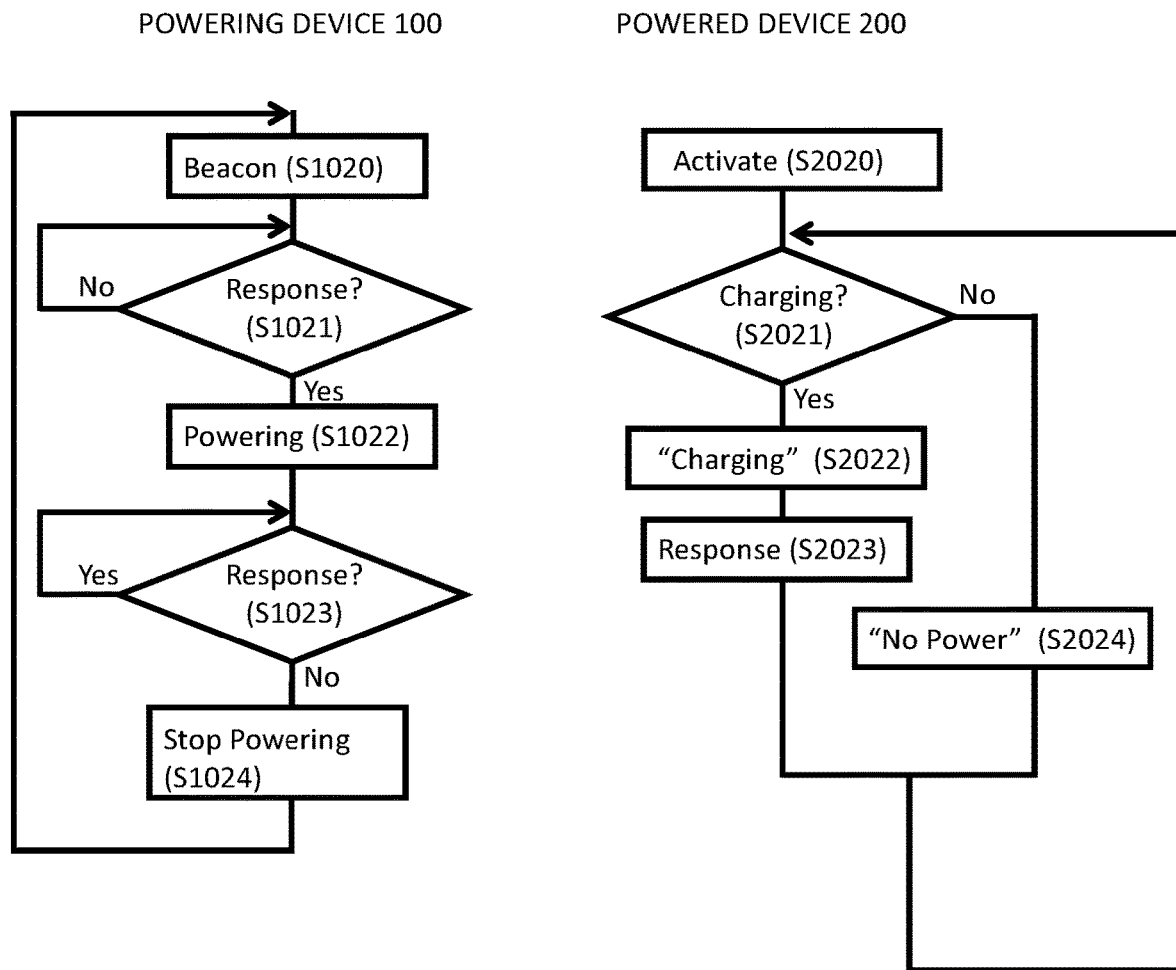 POWERING DEVICE 100
Beacon (S1020)
No
Response?
(S1021)
Yes
Powering (S1022)
Yes
Response?
(S1023)
No
Stop Powering
(S1024)
POWERED DEVICE 200
Activate (S2020)
Charging?
(S2021)
No
Yes
“Charging” (S2022)
Response (S2023)
“No Power” (S2024)